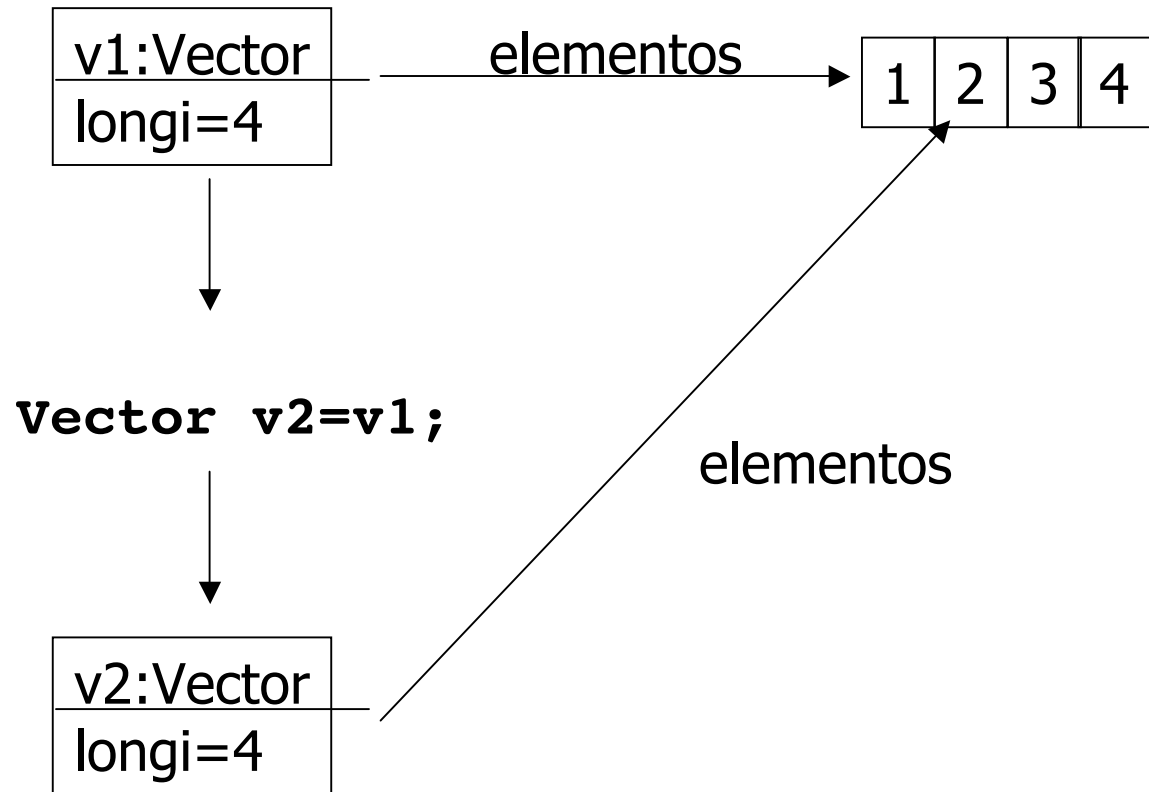 v1:Vector
longi=4
elementos
1 2 3 4
Vector v2=v1;
elementos
v2:Vector
longi=4